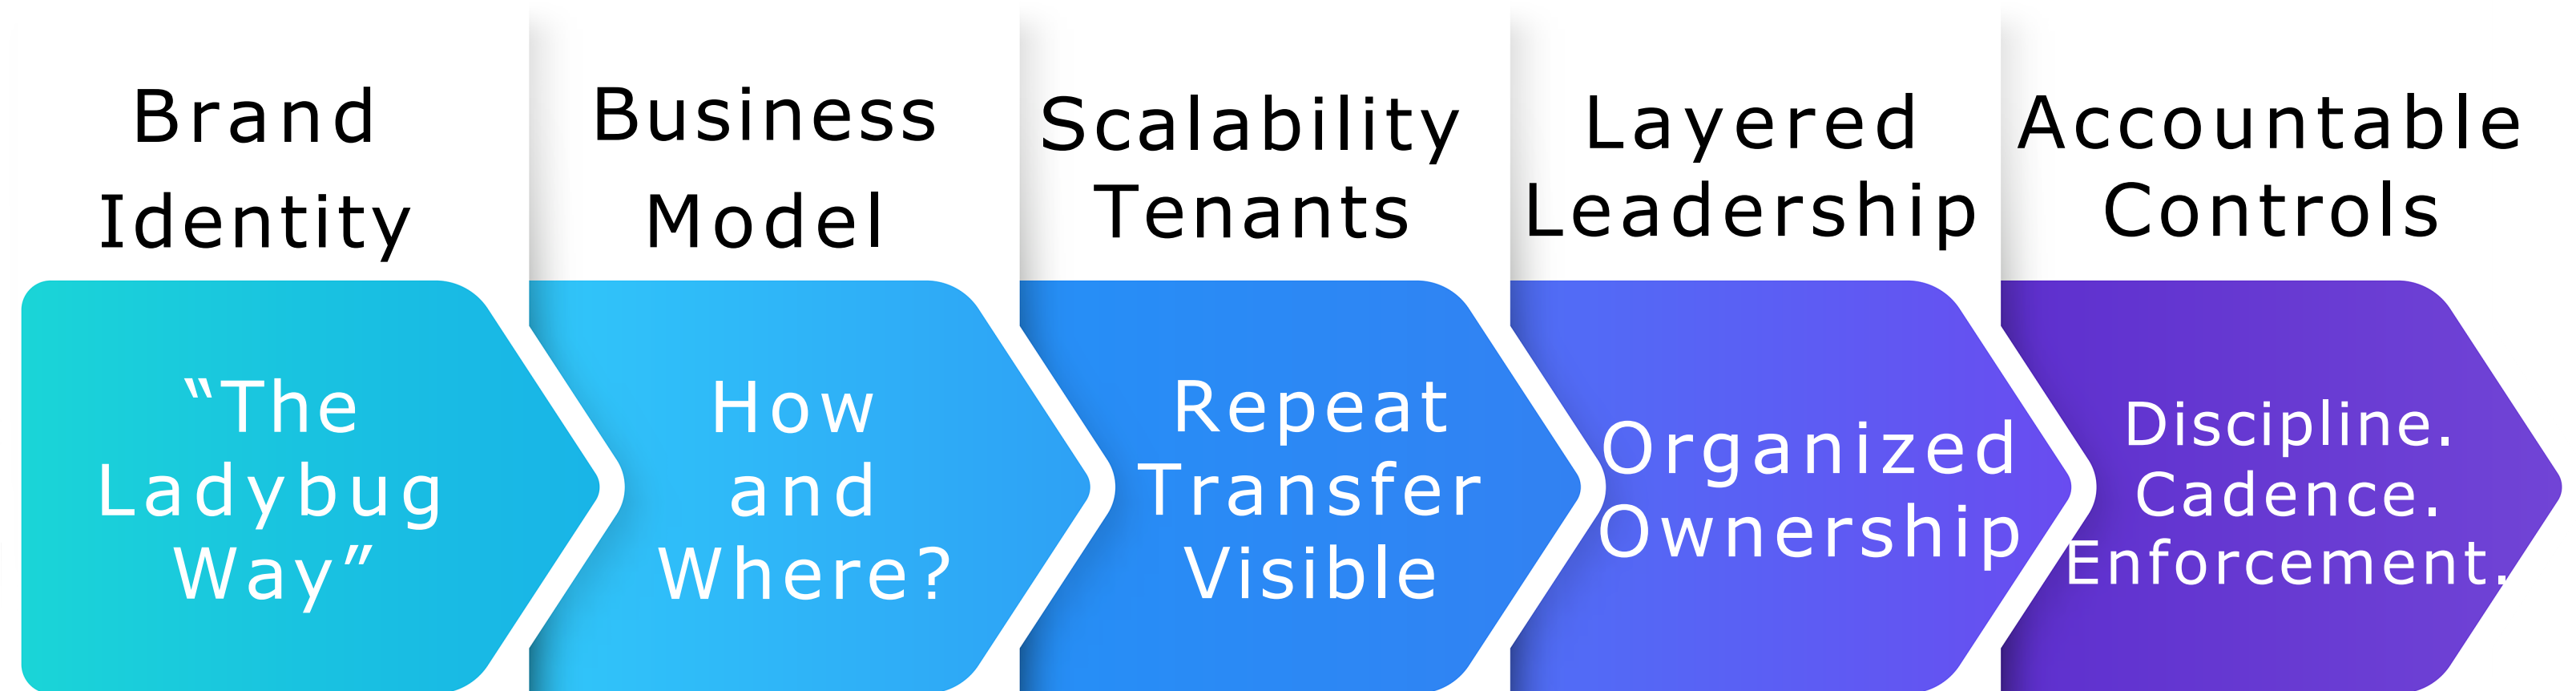 Brand
Identity
Business
Model
Scalability
Tenants
Layered
Leadership
Accountable
Controls
“The
Ladybug
Way”
How
and
Where?
Repeat
Transfer
Visible
Organized
Ownership
Discipline.
Cadence.
Enforcement.